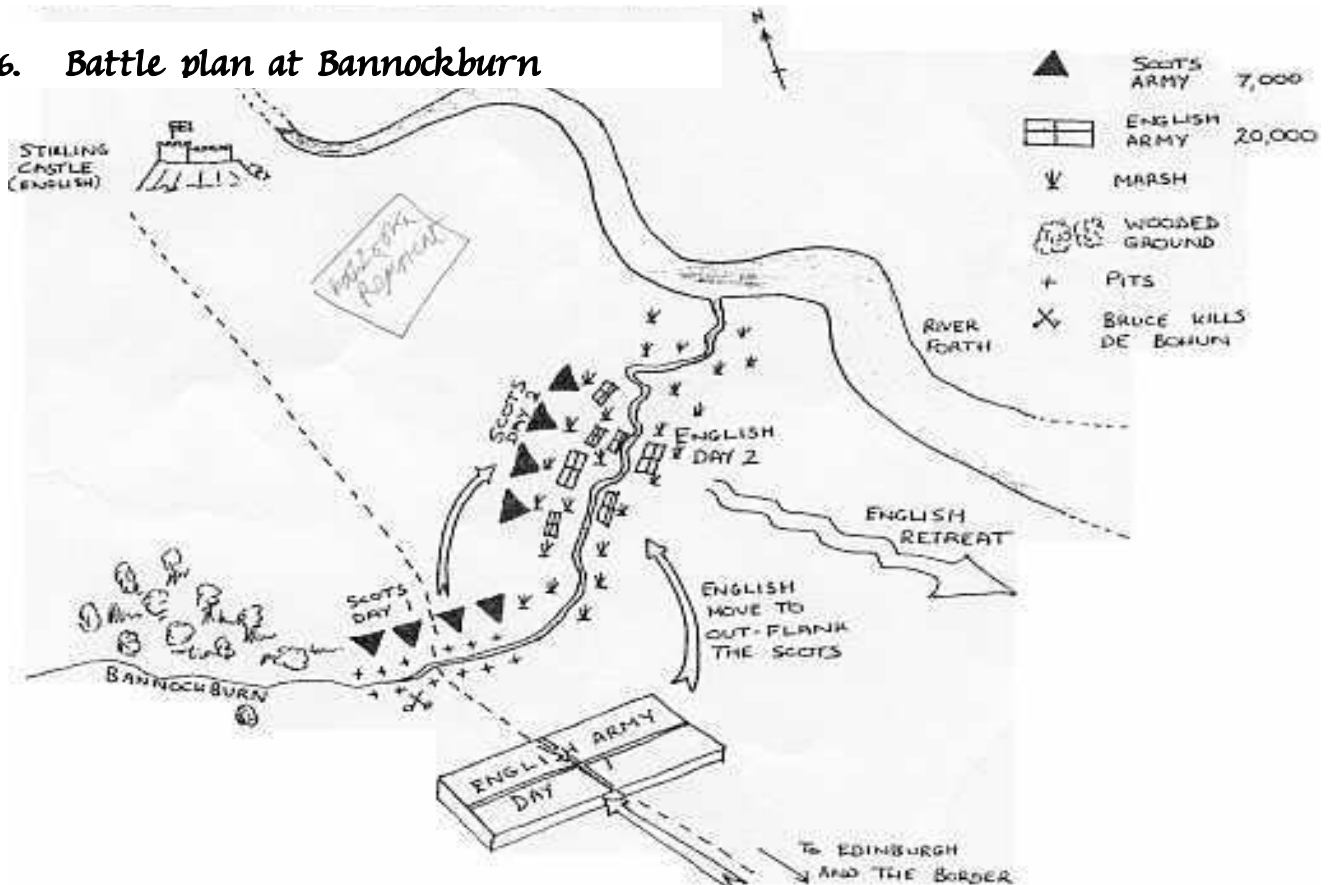 6. Battle plan at Bannockburn
N
SCOTS
ARMY 7,000
ENGLISH
ARMY 20,000
MARSH
WOODED
GROUND
PITS
BRUCE KILLS
DE BOHUN
STIRLING
CASTLE
(ENGLISH)
RIVER
FORTH
SCOTS
DAY 2
ENGLISH
DAY 2
ENGLISH
RETREAT
SCOTS
DAY 1
ENGLISH
MOVE TO
OUT-FLANK
THE SCOTS
BANNOCKBURN
ENGLISH ARMY
DAY 1
TO EDINBURGH
AND THE BORDER